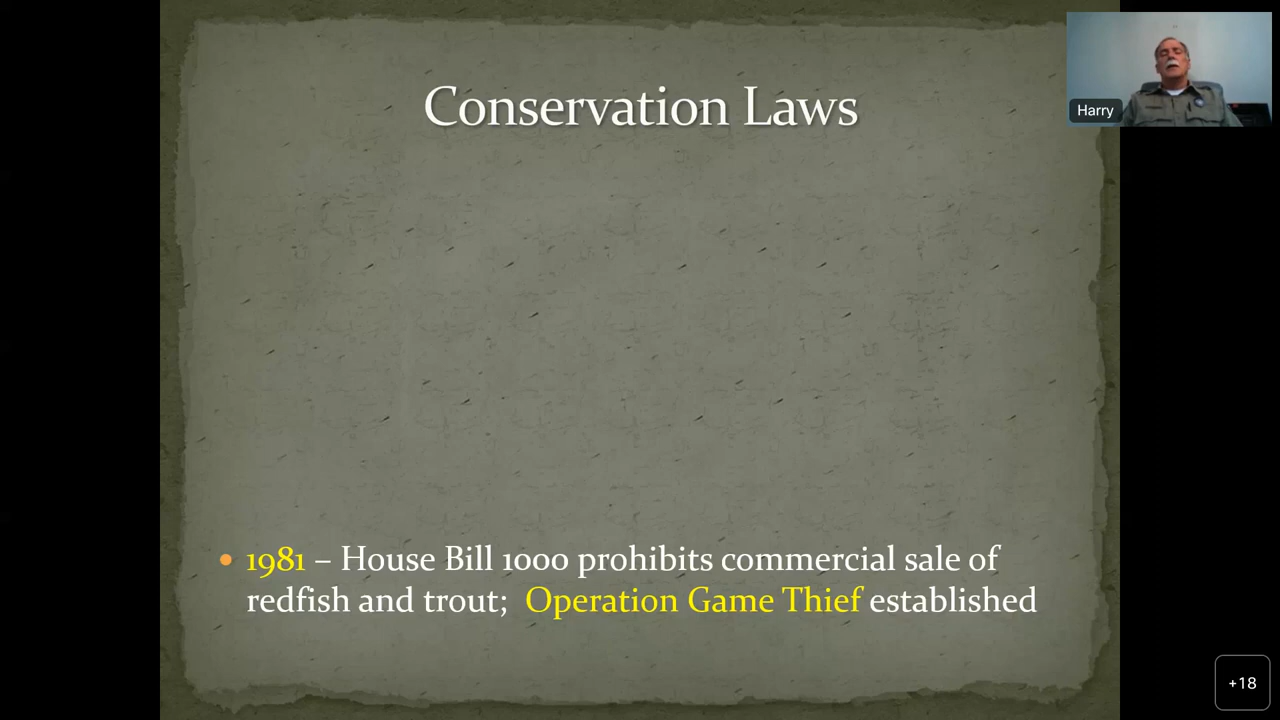 Conservation Laws
Harry
• 1981 – House Bill 1000 prohibits commercial sale of
redfish and trout; Operation Game Thief established
+18